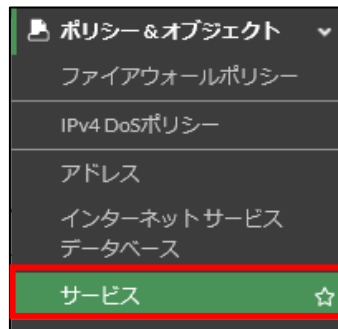 ポリシー＆オブジェクト
ファイアウォールポリシー
IPv4 DoSポリシー
アドレス
インターネット サービス
データベース
サービス